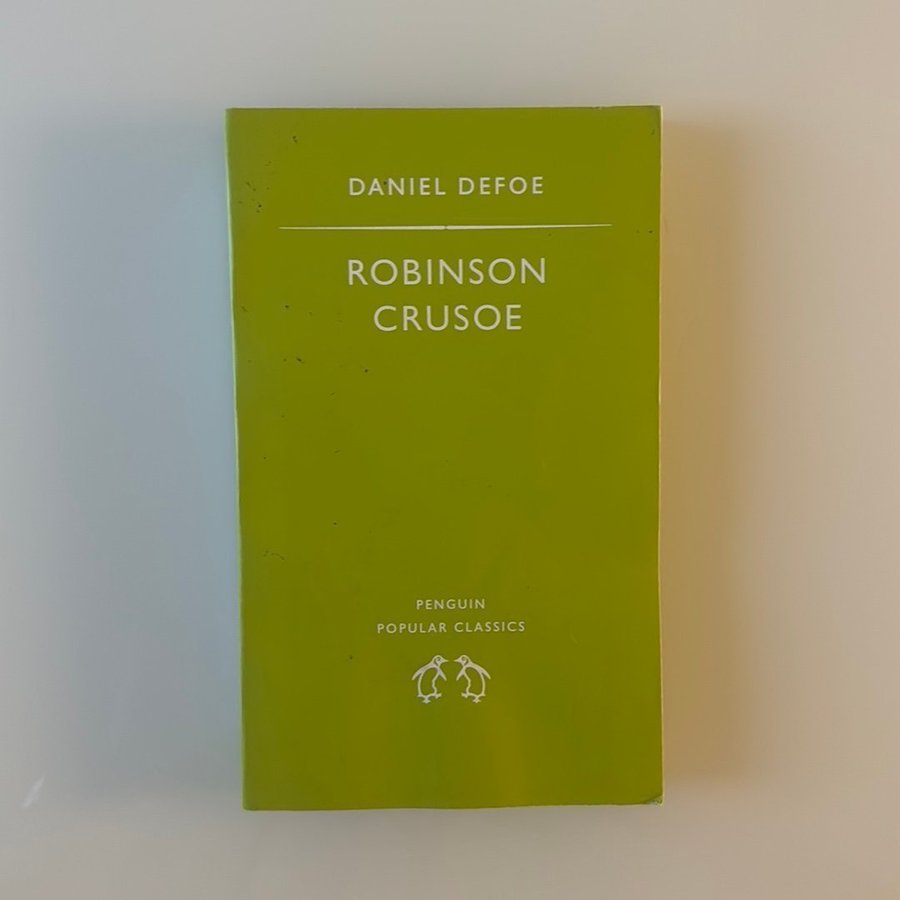 DANIEL DEFOE
ROBINSON
CRUSOE
PENGUIN
POPULAR CLASSICS